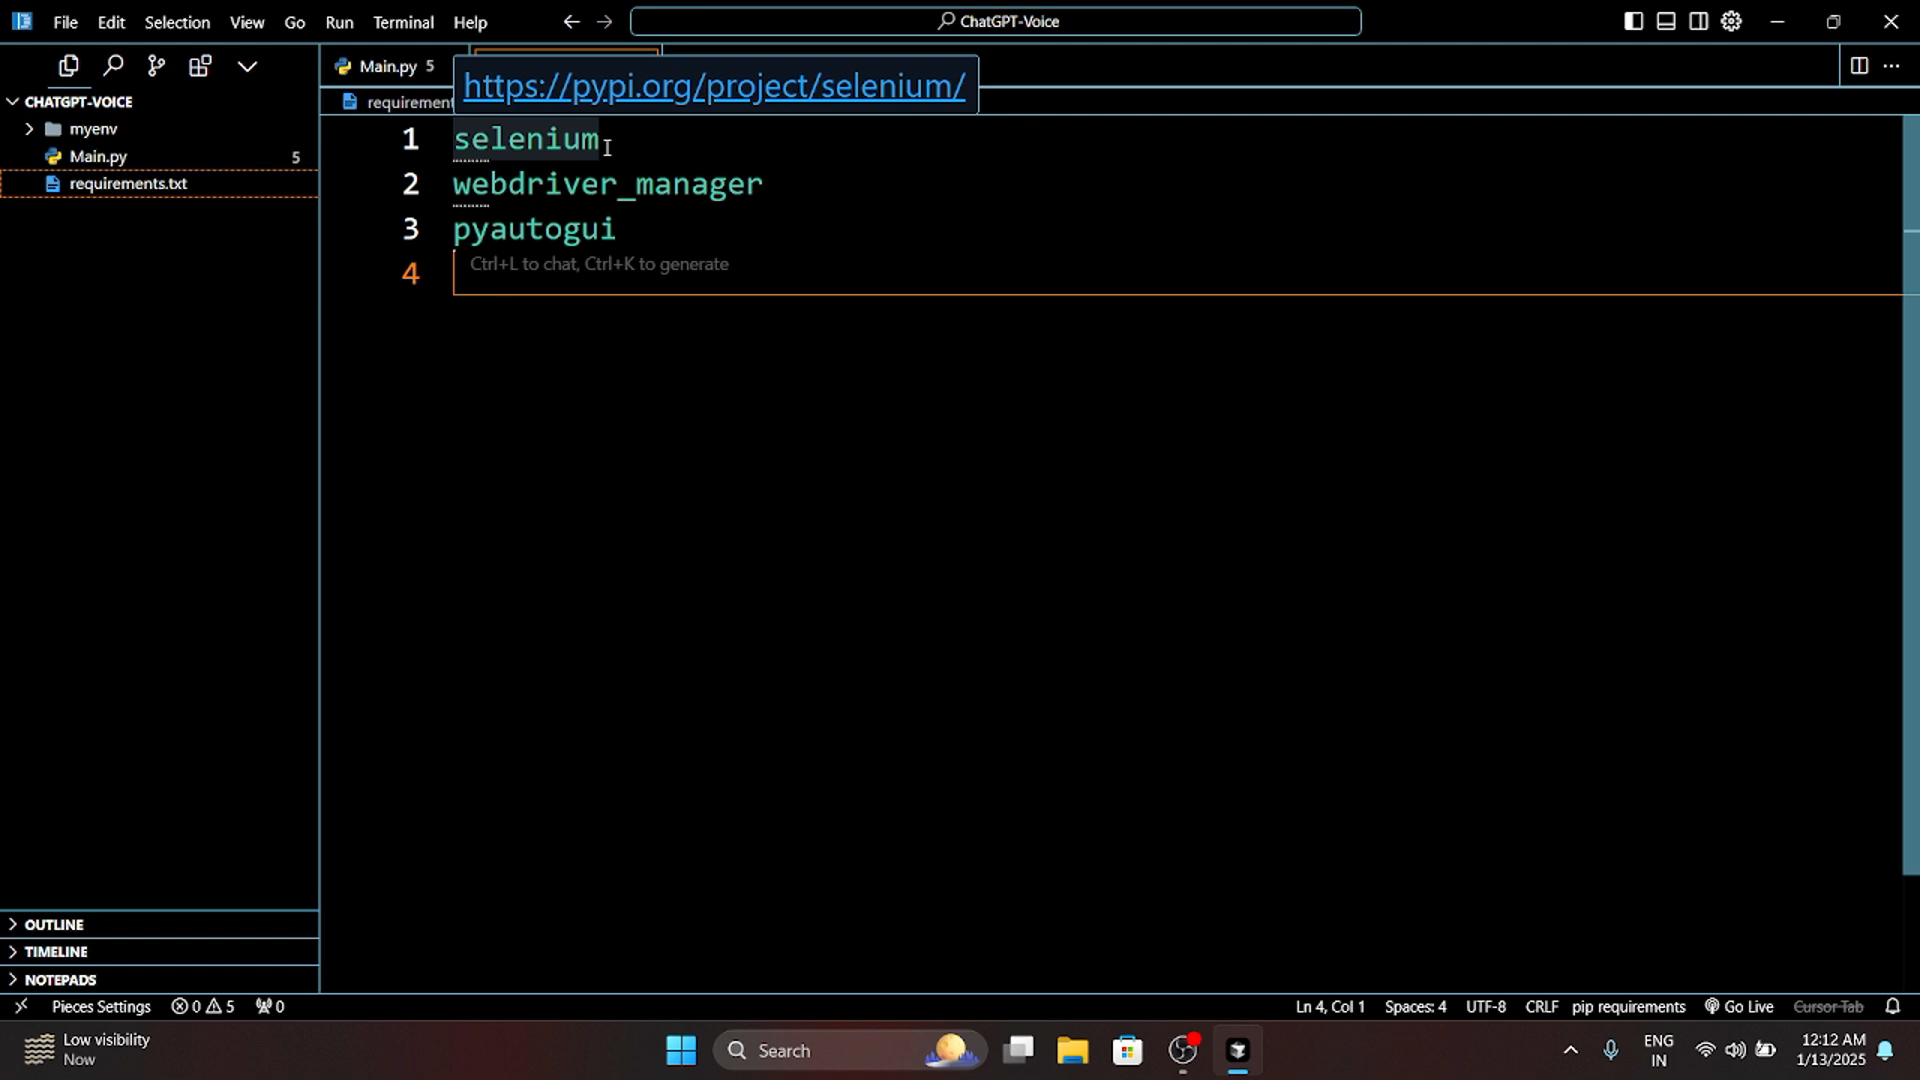 File Edit Selection View Go Run Terminal Help
ChatGPT-Voice
CHATGPT-VOICE
myenv
Main.py 5
requirements.txt
OUTLINE
TIMELINE
NOTEPADS
Main.py 5
https://pypi.org/project/selenium/
requirement
1 selenium
2 webdriver_manager
3 pyautogui
4 Ctrl+L to chat, Ctrl+K to generate
Pieces Settings 0 5 0 Ln 4, Col 1 Spaces: 4 UTF-8 CRLF pip requirements Go Live Cursor Tab
Low visibility
Now
Search
ENG
IN
12:12 AM
1/13/2025